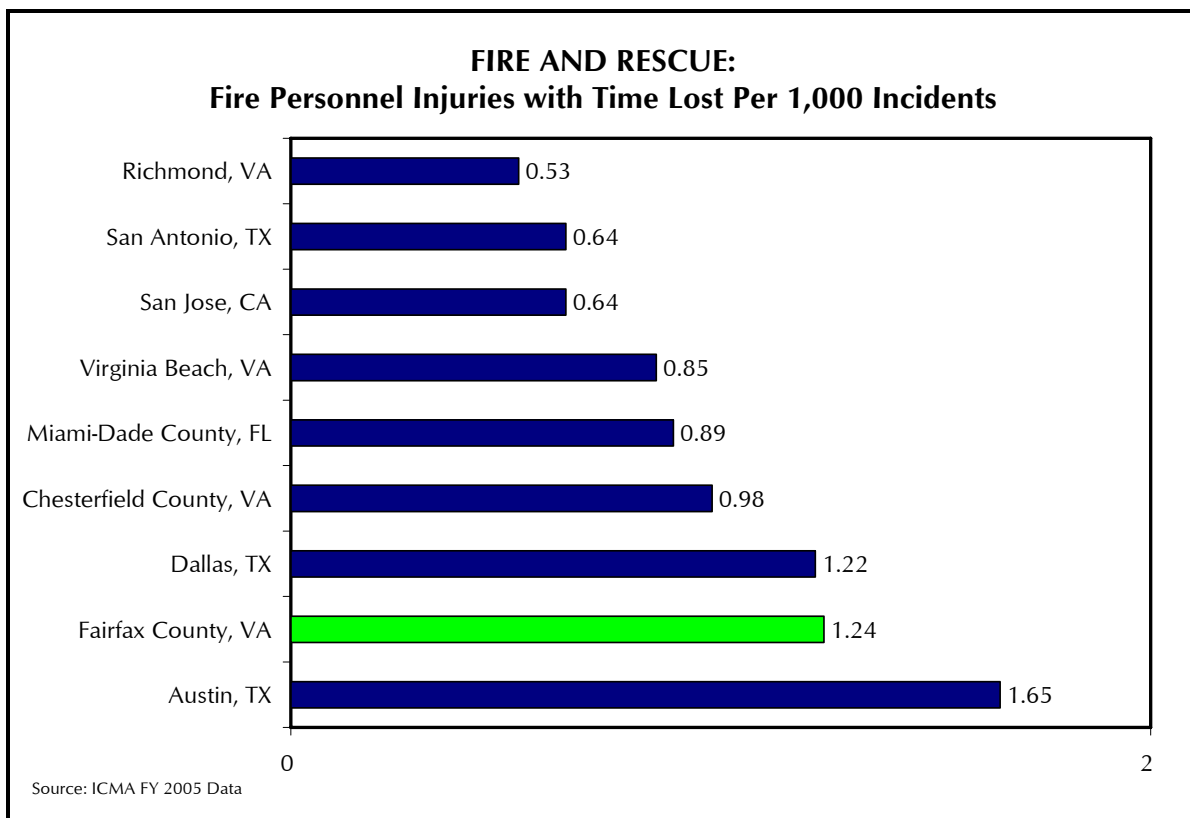 FIRE AND RESCUE:
Fire Personnel Injuries with Time Lost Per 1,000 Incidents
Richmond, VA 0.53
San Antonio, TX 0.64
San Jose, CA 0.64
Virginia Beach, VA 0.85
Miami-Dade County, FL 0.89
Chesterfield County, VA 0.98
Dallas, TX 1.22
Fairfax County, VA 1.24
Austin, TX 1.65
0 2
Source: ICMA FY 2005 Data